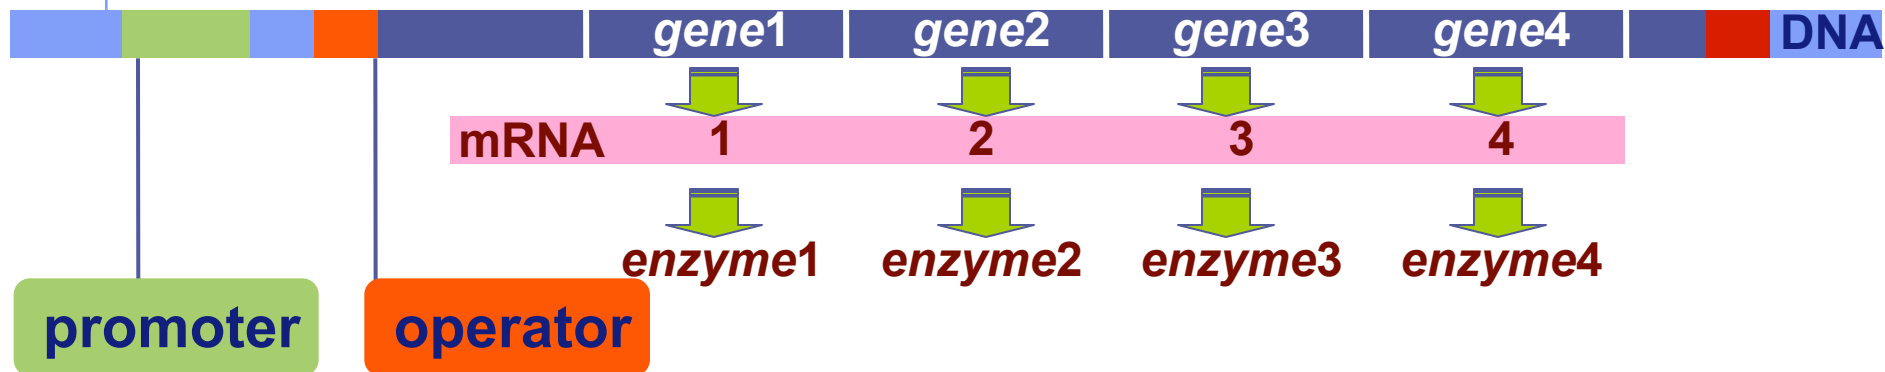 gene1 gene2 gene3 gene4 DNA
mRNA 1 2 3 4
enzyme1 enzyme2 enzyme3 enzyme4
promoter operator